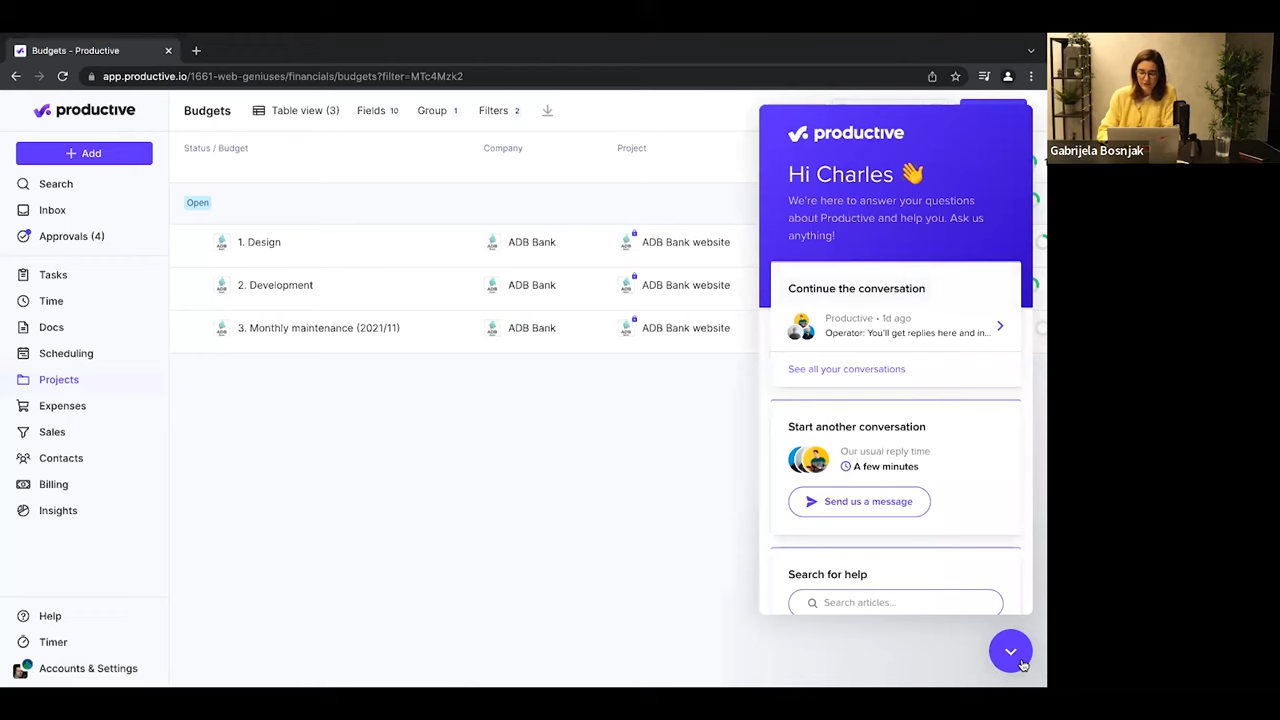 Budgets - Productive
app.productive.io/1661-web-geniuses/financials/budgets?filter=MTc4Mzk2
productive
Add
Search
Inbox
Approvals (4)
Tasks
Time
Docs
Scheduling
Projects
Expenses
Sales
Contacts
Billing
Insights
Help
Timer
Accounts & Settings
Budgets
Table view (3)
Fields 10
Group 1
Filters 2
Status / Budget
Company
Project
Open
1. Design
ADB Bank
ADB Bank website
2. Development
ADB Bank
ADB Bank website
3. Monthly maintenance (2021/11)
ADB Bank
ADB Bank website
productive
Hi Charles 👋
We're here to answer your questions
about Productive and help you. Ask us
anything!
Continue the conversation
Productive • 1d ago
Operator: You'll get replies here and in...
See all your conversations
Start another conversation
Our usual reply time
A few minutes
Send us a message
Search for help
Search articles...
Gabrijela Bosnjak